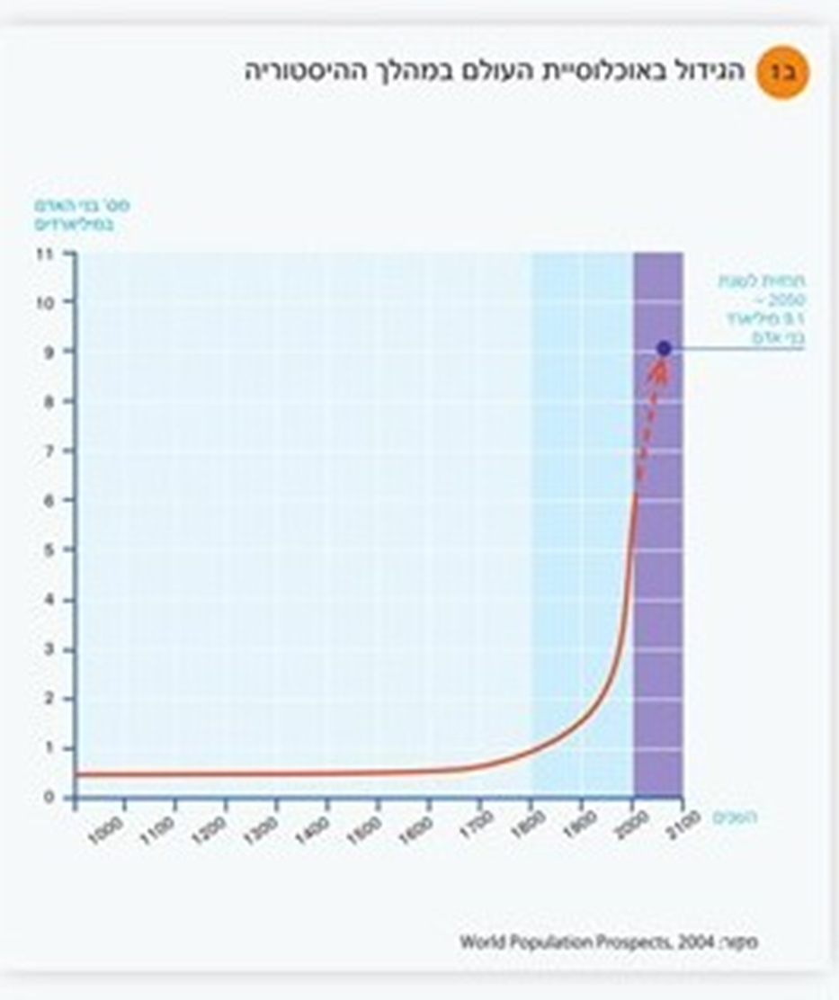 ב1
הגידול באוכלוסיית העולם במהלך ההיסטוריה
מס' בני האדם
במיליארדים
11
10
9
8
7
6
5
4
3
2
1
0
תחזית לשנת
2050 –
9.1 מיליארד
בני אדם
1000 1100 1200 1300 1400 1500 1600 1700 1800 1900 2000 2100
השנים
מקור: World Population Prospects, 2004